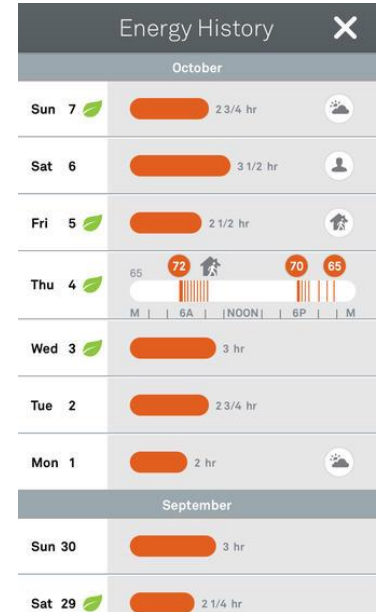 Energy History
October
Sun 7 2 3/4 hr
Sat 6 3 1/2 hr
Fri 5 2 1/2 hr
Thu 4 65 72 70 65
M 6A NOON 6P M
Wed 3 3 hr
Tue 2 2 3/4 hr
Mon 1 2 hr
September
Sun 30 3 hr
Sat 29 2 1/4 hr